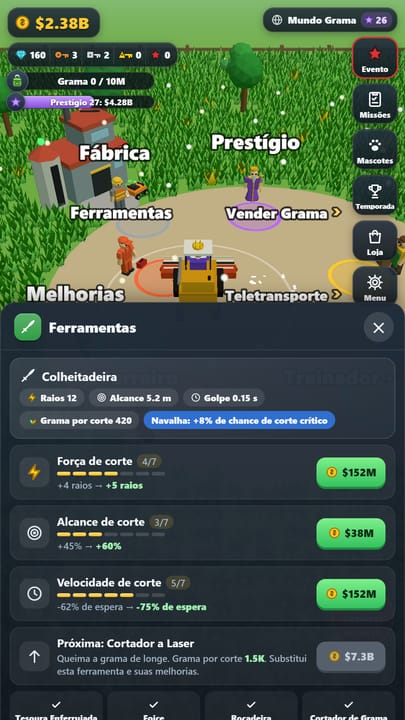 $2.38B
Mundo Grama ★ 26
160 3 2 0 0
Grama 0 / 10M
Prestígio 27: $4.28B
Evento
Missões
Mascotes
Temporada
Loja
Menu
Fábrica
Prestígio
Ferramentas
Vender Grama
Melhorias
Teletransporte
Ferramentas
Colheitadeira
Raios 12
Alcance 5.2 m
Golpe 0.15 s
Grama por corte 420
Navalha: +8% de chance de corte crítico
Força de corte 4/7
+4 raios → +5 raios
$152M
Alcance de corte 3/7
+45% → +60%
$38M
Velocidade de corte 5/7
-62% de espera → -75% de espera
$152M
Próxima: Cortador a Laser
Queima a grama de longe. Grama por corte 1.5K. Substitui
esta ferramenta e suas melhorias.
$7.3B
Tesoura Enferrujada
Foice
Roçadeira
Cortador de Grama